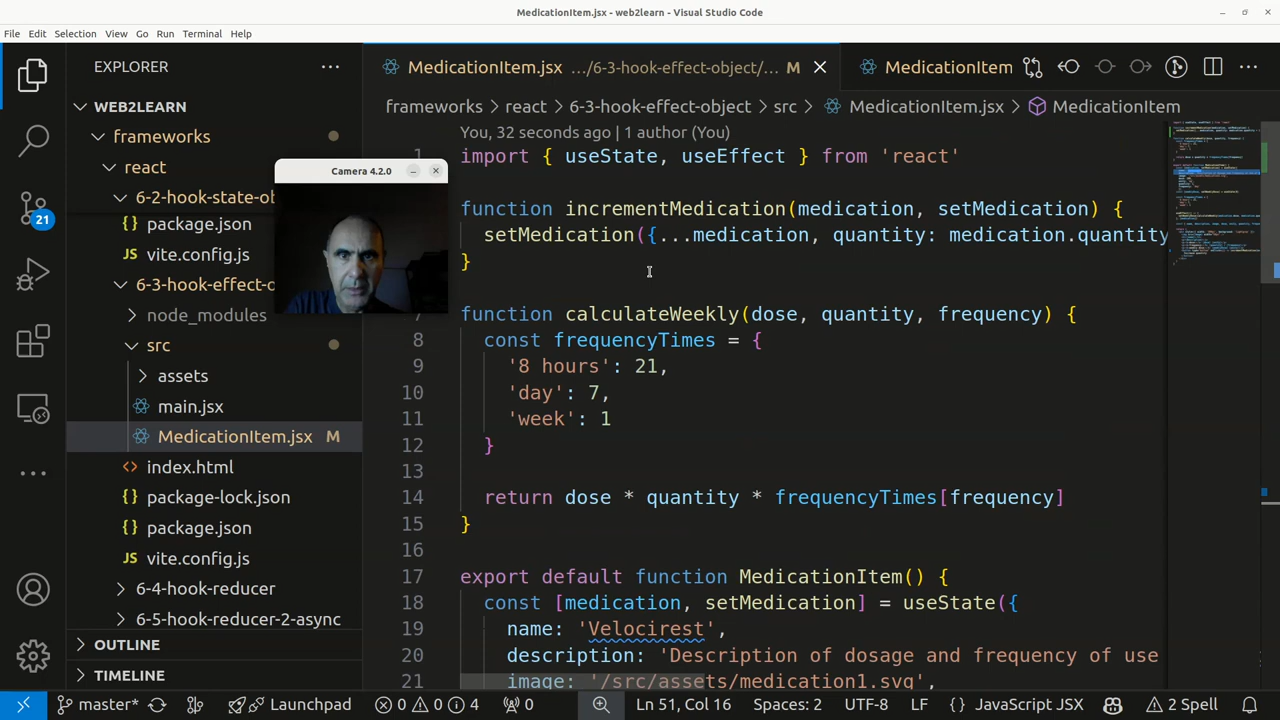 MedicationItem.jsx - web2learn - Visual Studio Code
File Edit Selection View Go Run Terminal Help
EXPLORER
MedicationItem.jsx .../6-3-hook-effect-object/... M
MedicationItem
WEB2LEARN
frameworks
react
6-2-hook-state-ob
package.json
vite.config.js
6-3-hook-effect-o
node_modules
src
assets
main.jsx
MedicationItem.jsx M
index.html
package-lock.json
package.json
vite.config.js
6-4-hook-reducer
6-5-hook-reducer-2-async
OUTLINE
TIMELINE
21
Camera 4.2.0
frameworks > react > 6-3-hook-effect-object > src > MedicationItem.jsx > MedicationItem
You, 32 seconds ago | 1 author (You)
1 import { useState, useEffect } from 'react'
function incrementMedication(medication, setMedication) {
tMedication({...medication, quantity: medication.quantity
}
7 function calculateWeekly(dose, quantity, frequency) {
8 const frequencyTimes = {
9 '8 hours': 21,
10 'day': 7,
11 'week': 1
12 }
13
14 return dose * quantity * frequencyTimes[frequency]
15 }
16
17 export default function MedicationItem() {
18 const [medication, setMedication] = useState({
19 name: 'Velocirest',
20 description: 'Description of dosage and frequency of use
21 image: '/src/assets/medication1.svg',
master* Launchpad 0 0 4 0 Ln 51, Col 16 Spaces: 2 UTF-8 LF {} JavaScript JSX 2 Spell